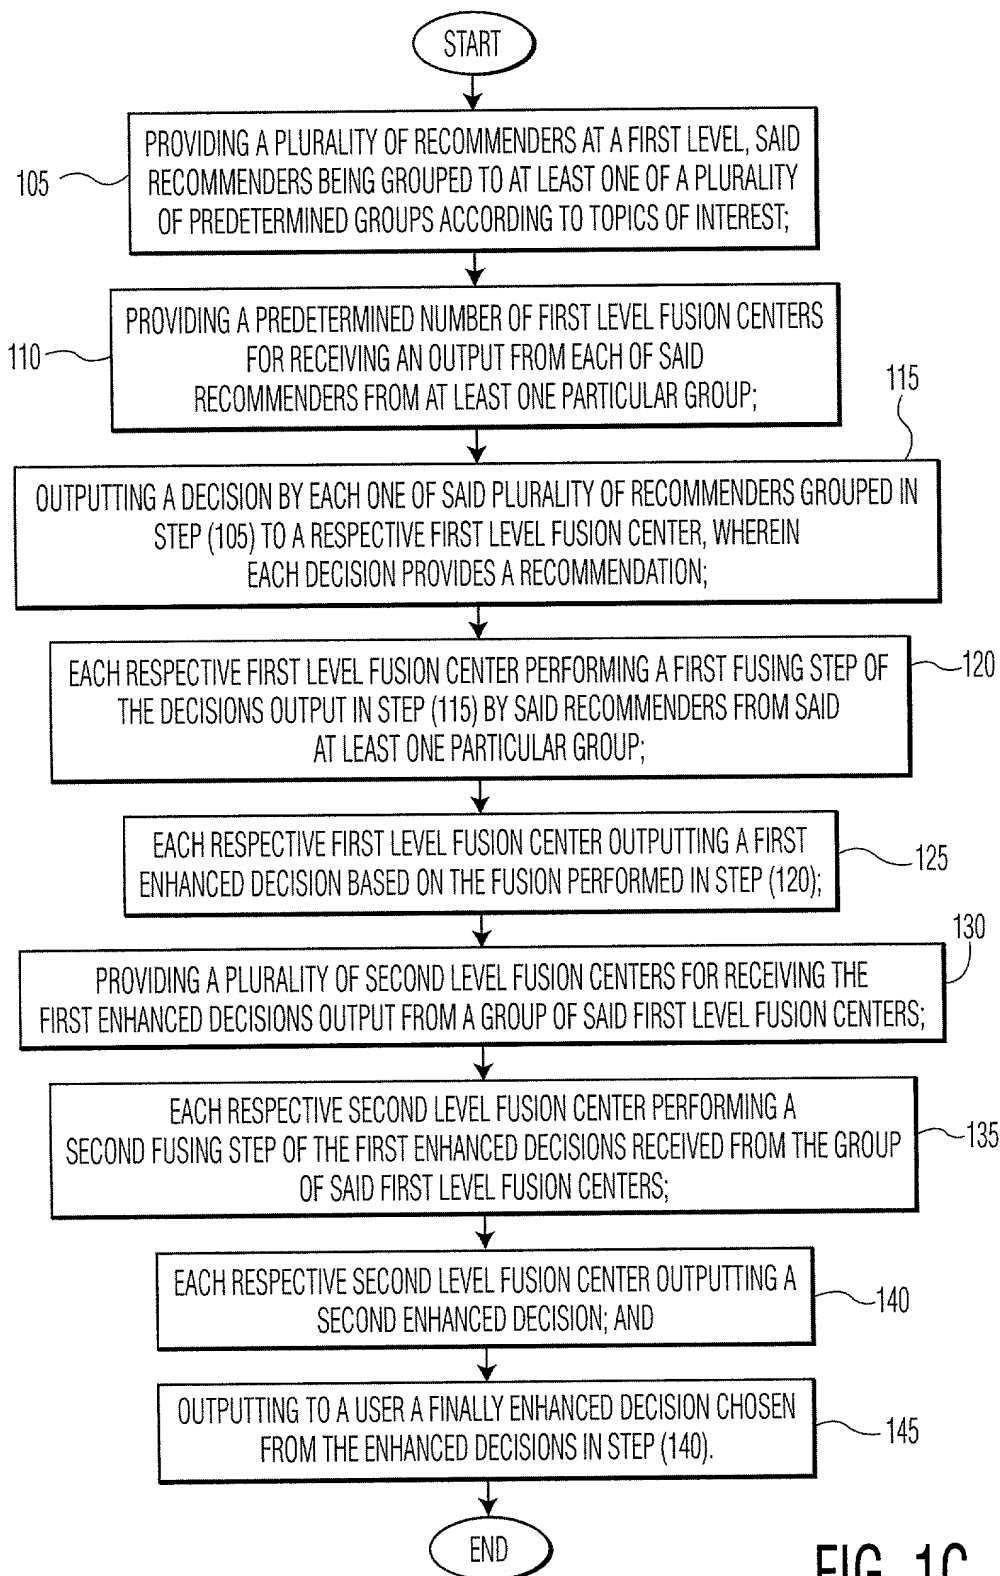 START
PROVIDING A PLURALITY OF RECOMMENDERS AT A FIRST LEVEL, SAID
RECOMMENDERS BEING GROUPED TO AT LEAST ONE OF A PLURALITY
OF PREDETERMINED GROUPS ACCORDING TO TOPICS OF INTEREST;
105
PROVIDING A PREDETERMINED NUMBER OF FIRST LEVEL FUSION CENTERS
FOR RECEIVING AN OUTPUT FROM EACH OF SAID
RECOMMENDERS FROM AT LEAST ONE PARTICULAR GROUP;
110
115
OUTPUTTING A DECISION BY EACH ONE OF SAID PLURALITY OF RECOMMENDERS GROUPED IN
STEP (105) TO A RESPECTIVE FIRST LEVEL FUSION CENTER, WHEREIN
EACH DECISION PROVIDES A RECOMMENDATION;
EACH RESPECTIVE FIRST LEVEL FUSION CENTER PERFORMING A FIRST FUSING STEP OF
THE DECISIONS OUTPUT IN STEP (115) BY SAID RECOMMENDERS FROM SAID
AT LEAST ONE PARTICULAR GROUP;
120
EACH RESPECTIVE FIRST LEVEL FUSION CENTER OUTPUTTING A FIRST
ENHANCED DECISION BASED ON THE FUSION PERFORMED IN STEP (120);
125
130
PROVIDING A PLURALITY OF SECOND LEVEL FUSION CENTERS FOR RECEIVING THE
FIRST ENHANCED DECISIONS OUTPUT FROM A GROUP OF SAID FIRST LEVEL FUSION CENTERS;
EACH RESPECTIVE SECOND LEVEL FUSION CENTER PERFORMING A
SECOND FUSING STEP OF THE FIRST ENHANCED DECISIONS RECEIVED FROM THE GROUP
OF SAID FIRST LEVEL FUSION CENTERS;
135
EACH RESPECTIVE SECOND LEVEL FUSION CENTER OUTPUTTING A
SECOND ENHANCED DECISION; AND
140
OUTPUTTING TO A USER A FINALLY ENHANCED DECISION CHOSEN
FROM THE ENHANCED DECISIONS IN STEP (140).
145
END
FIG. 1C